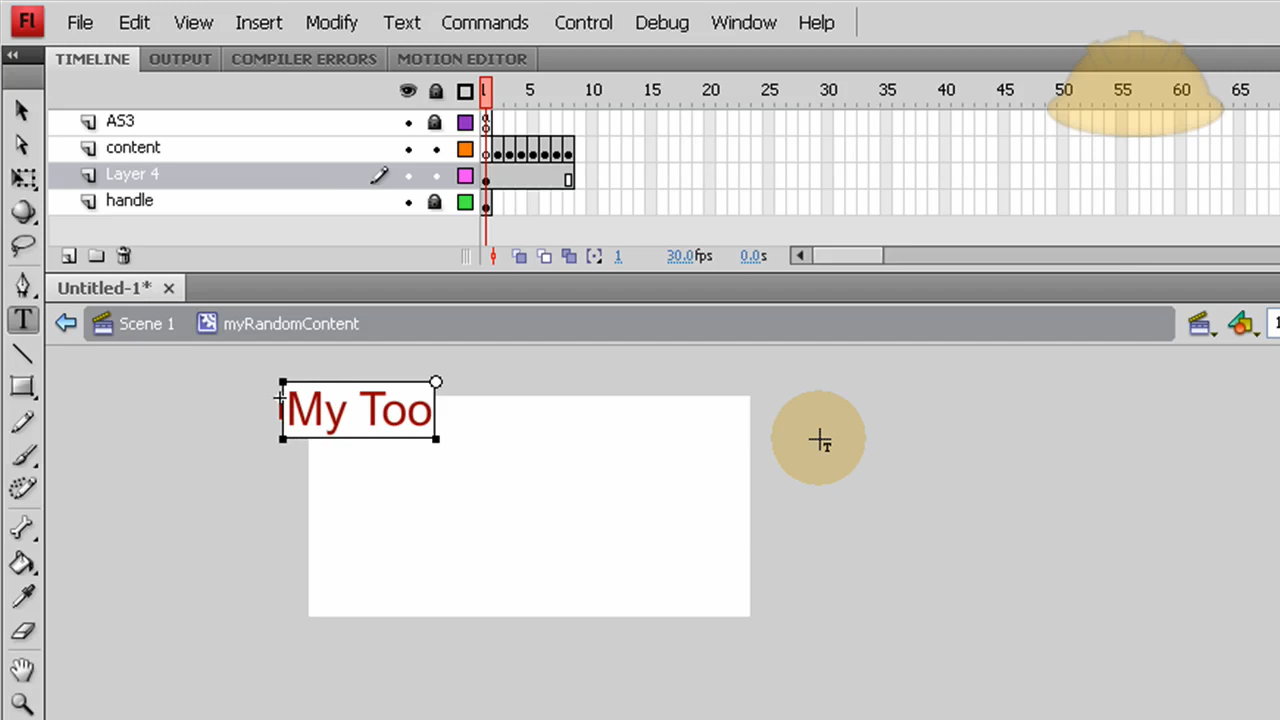 Fl File Edit View Insert Modify Text Commands Control Debug Window Help
TIMELINE OUTPUT COMPILER ERRORS MOTION EDITOR
1 5 10 15 20 25 30 35 40 45 50 55 60 65
AS3
content
Layer 4
handle
1 30.0fps 0.0s
Untitled-1*
Scene 1 myRandomContent
T
My Too